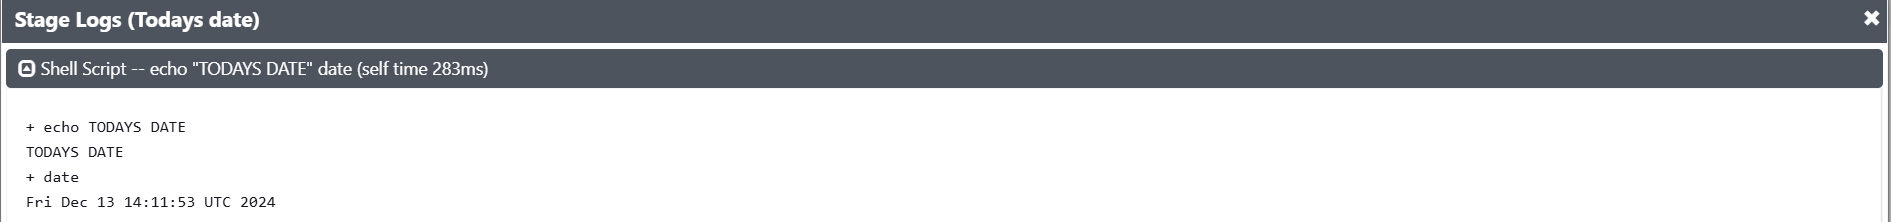 Stage Logs (Todays date)
Shell Script -- echo "TODAYS DATE" date (self time 283ms)
+ echo TODAYS DATE
TODAYS DATE
+ date
Fri Dec 13 14:11:53 UTC 2024